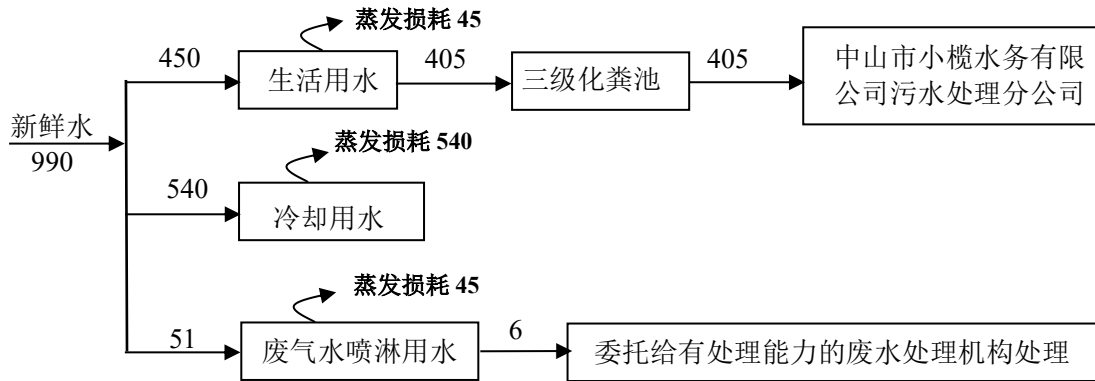 蒸发损耗 45
450
生活用水
405
三级化粪池
405
中山市小榄水务有限
公司污水处理分公司
新鲜水
990
蒸发损耗 540
540
冷却用水
蒸发损耗 45
51
废气水喷淋用水
6
委托给有处理能力的废水处理机构处理